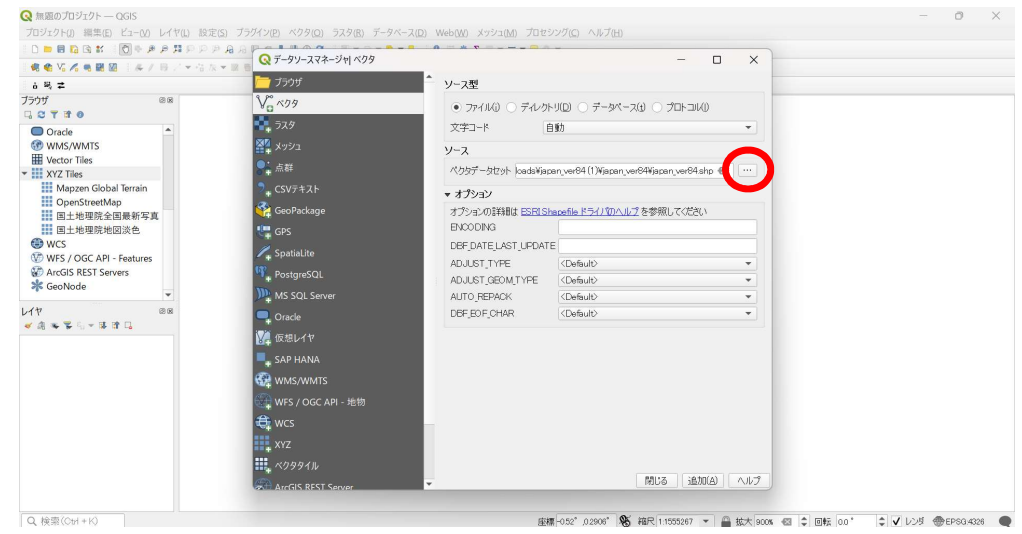 無題のプロジェクト — QGIS
プロジェクト(J) 編集(E) ビュー(V) レイヤ(L) 設定(S) プラグイン(P) ベクタ(O) ラスタ(R) データベース(D) Web(W) メッシュ(M) プロセシング(C) ヘルプ(H)
ブラウザ
Oracle
WMS/WMTS
Vector Tiles
XYZ Tiles
Mapzen Global Terrain
OpenStreetMap
国土地理院全国最新写真
国土地理院地図淡色
WCS
WFS / OGC API - Features
ArcGIS REST Servers
GeoNode
レイヤ
データソースマネージャ| ベクタ
ブラウザ
ベクタ
ラスタ
メッシュ
点群
CSVテキスト
GeoPackage
GPS
SpatiaLite
PostgreSQL
MS SQL Server
Oracle
仮想レイヤ
SAP HANA
WMS/WMTS
WFS / OGC API - 地物
WCS
XYZ
ベクタタイル
ArcGIS REST Server
ソース型
ファイル(i) ディレクトリ(D) データベース(t) プロトコル(l)
文字コード 自動
ソース
ベクタデータセット loads¥japan_ver84 (1)¥japan_ver84¥japan_ver84.shp …
オプション
オプションの詳細は ESRI Shapefile ドライバのヘルプ を参照してください
ENCODING
DBF_DATE_LAST_UPDATE
ADJUST_TYPE <Default>
ADJUST_GEOM_TYPE <Default>
AUTO_REPACK <Default>
DBF_EOF_CHAR <Default>
閉じる 追加(A) ヘルプ
検索(Ctrl + K) 座標 -0.52° ,0.2906° 縮尺 1:1555267 拡大 900% 回転 0.0 ° レンダ EPSG:4326